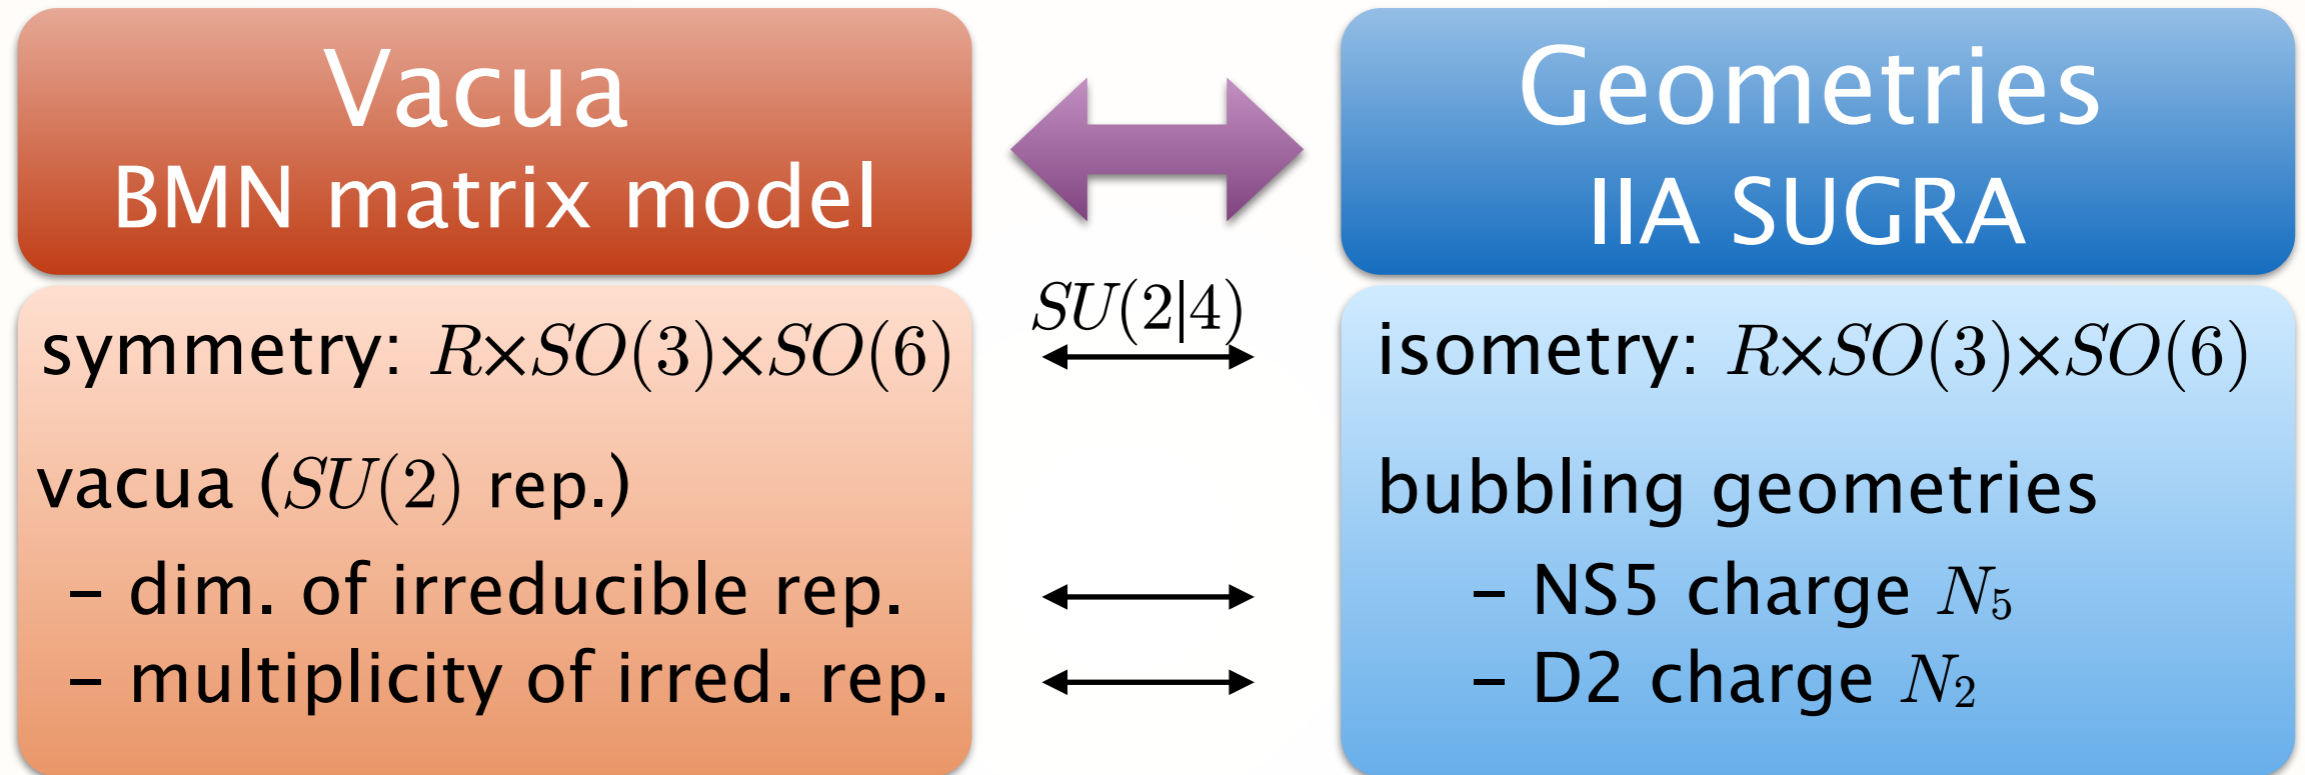 Vacua
BMN matrix model
Geometries
IIA SUGRA
symmetry: R×SO(3)×SO(6)
SU(2|4)
isometry: R×SO(3)×SO(6)
vacua (SU(2) rep.)
bubbling geometries
– dim. of irreducible rep.
– NS5 charge N₅
– multiplicity of irred. rep.
– D2 charge N₂